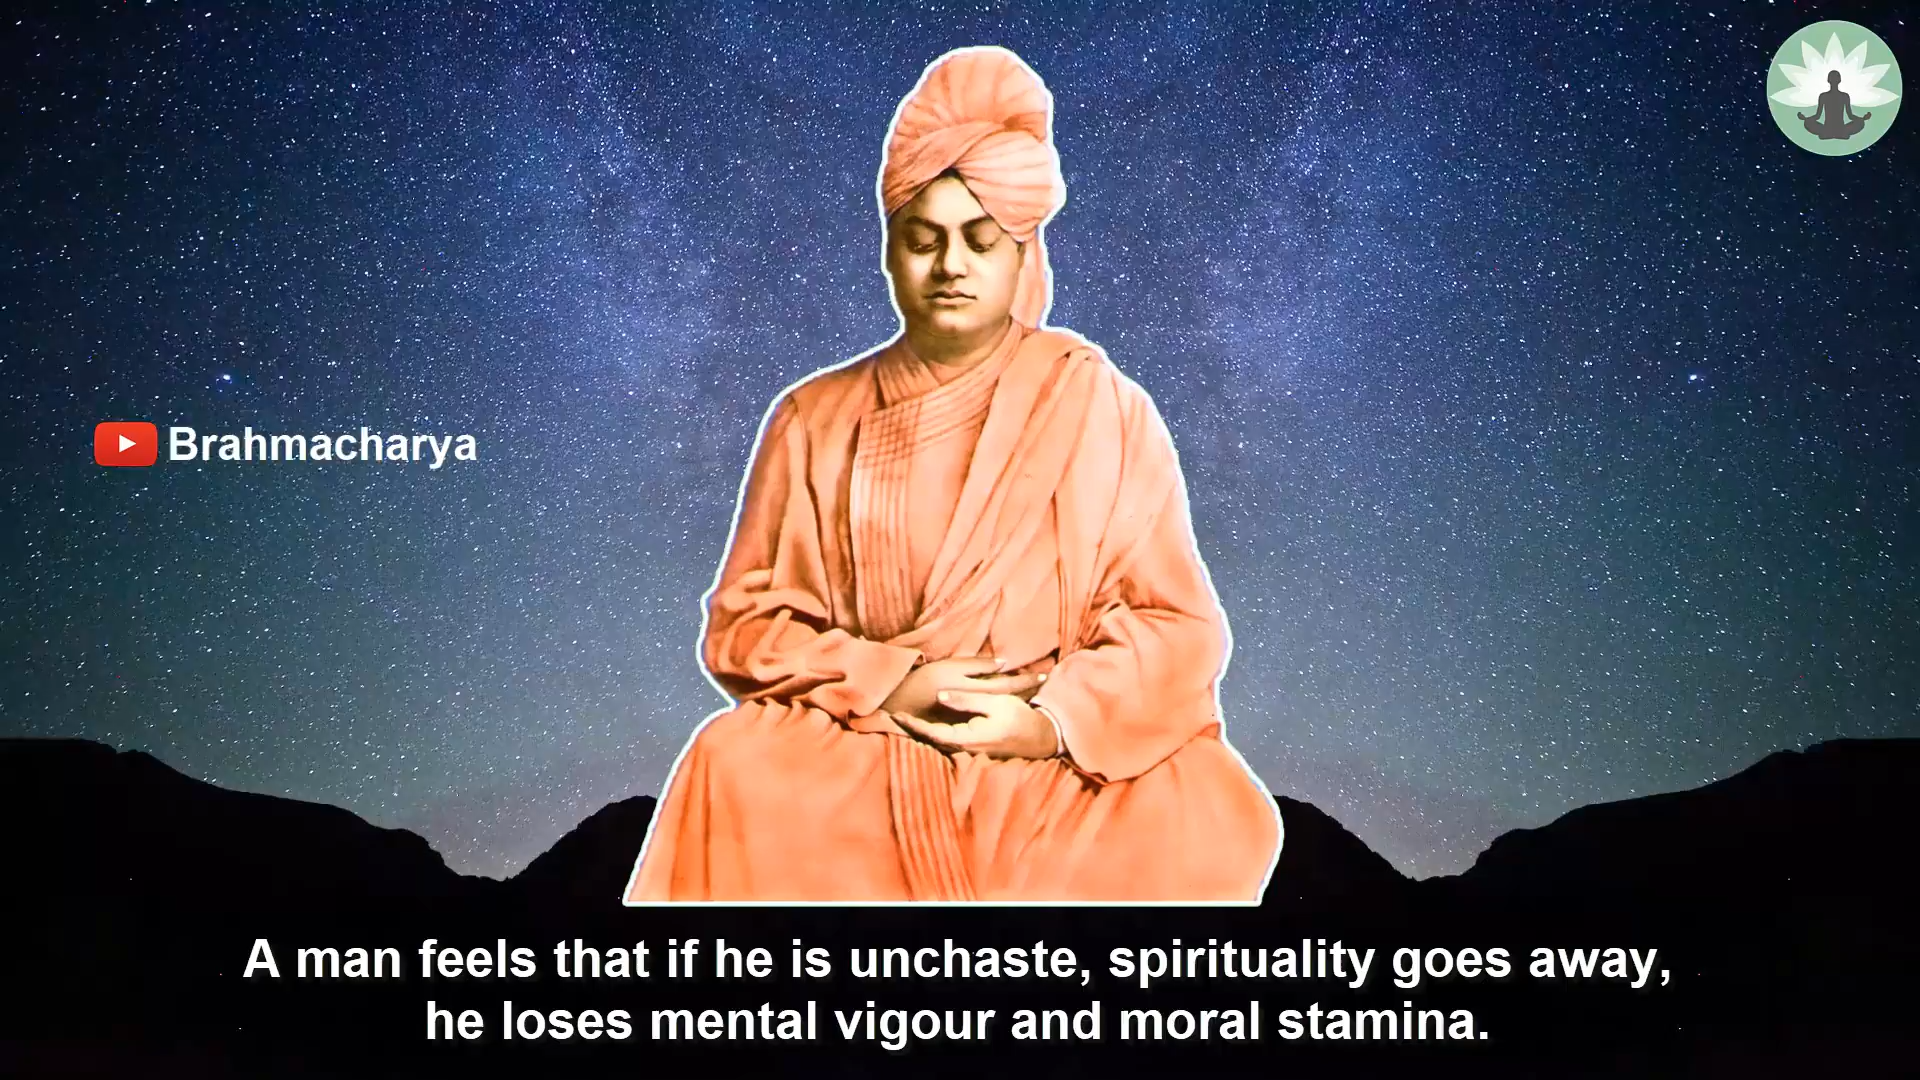 Brahmacharya
A man feels that if he is unchaste, spirituality goes away,
he loses mental vigour and moral stamina.